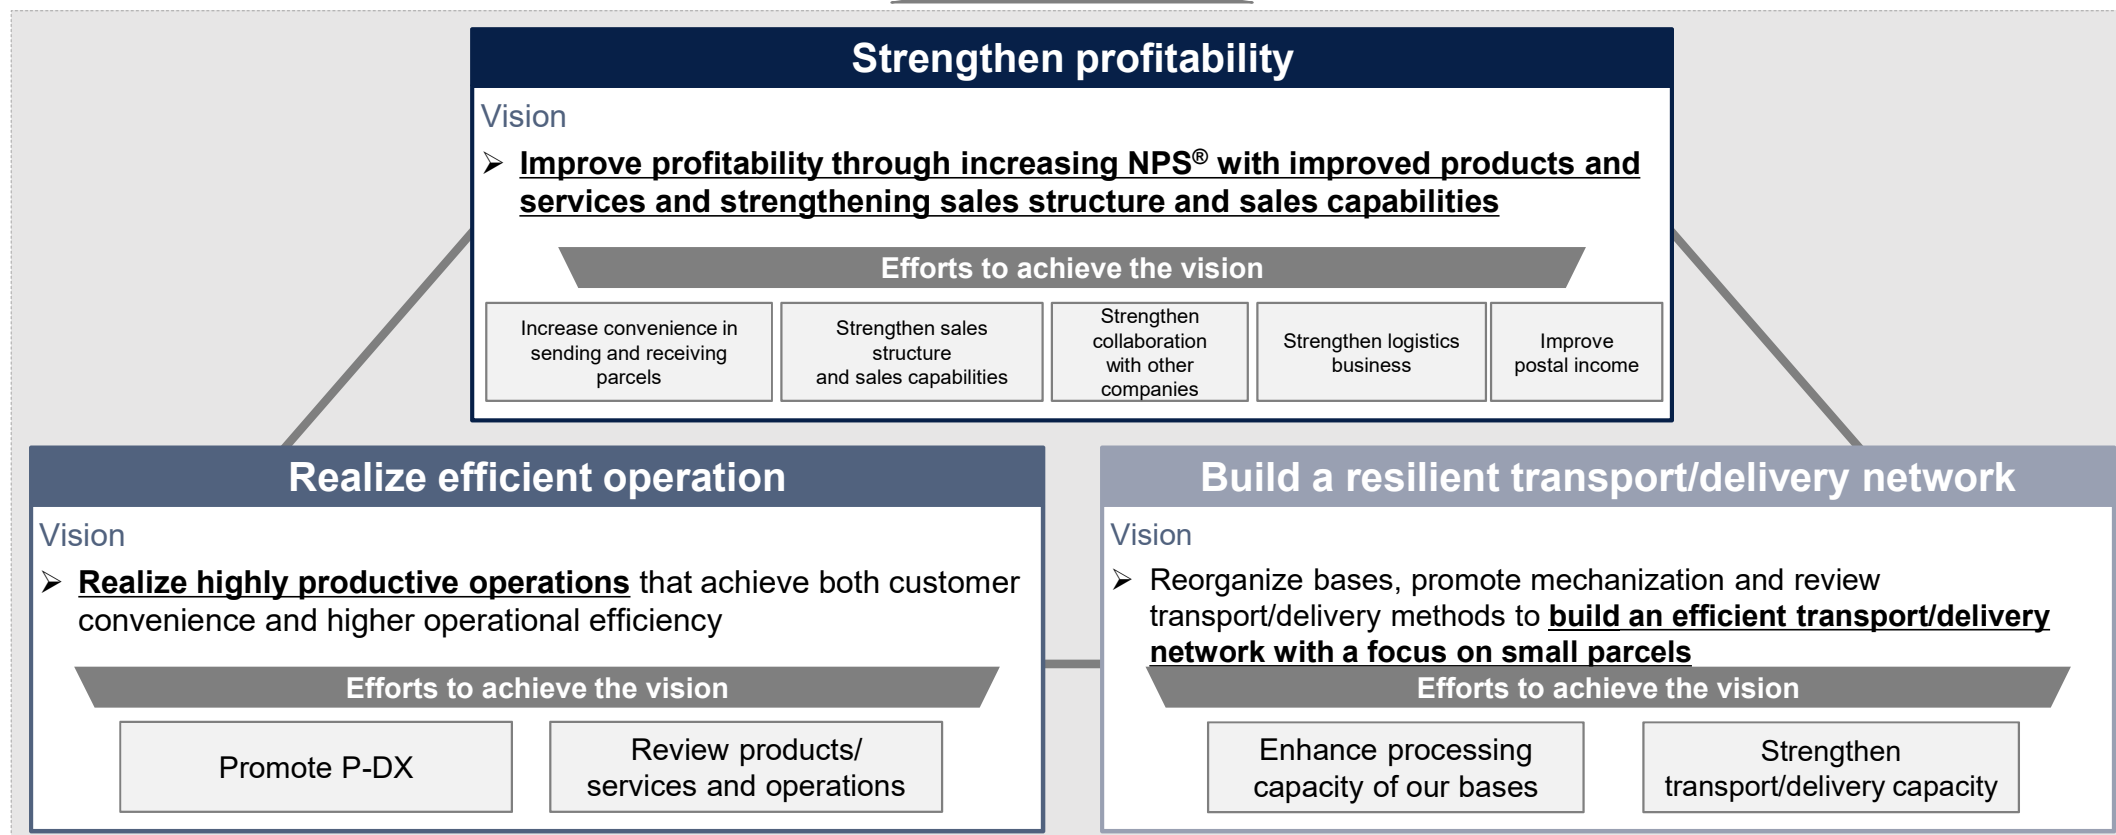 Strengthen profitability
Vision
➢ Improve profitability through increasing NPS® with improved products and
services and strengthening sales structure and sales capabilities
Efforts to achieve the vision
Increase convenience in
sending and receiving
parcels
Strengthen sales
structure
and sales capabilities
Strengthen
collaboration
with other
companies
Strengthen logistics
business
Improve
postal income
Realize efficient operation
Vision
➢ Realize highly productive operations that achieve both customer
convenience and higher operational efficiency
Efforts to achieve the vision
Promote P-DX
Review products/
services and operations
Build a resilient transport/delivery network
Vision
➢ Reorganize bases, promote mechanization and review
transport/delivery methods to build an efficient transport/delivery
network with a focus on small parcels
Efforts to achieve the vision
Enhance processing
capacity of our bases
Strengthen
transport/delivery capacity